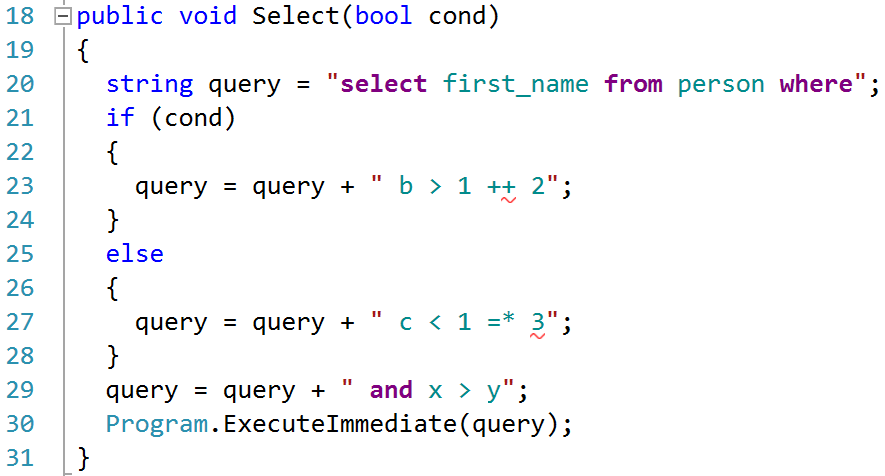 18 public void Select(bool cond)
19 {
20 string query = "select first_name from person where";
21 if (cond)
22 {
23 query = query + " b > 1 ++ 2";
24 }
25 else
26 {
27 query = query + " c < 1 =* 3";
28 }
29 query = query + " and x > y";
30 Program.ExecuteImmediate(query);
31 }